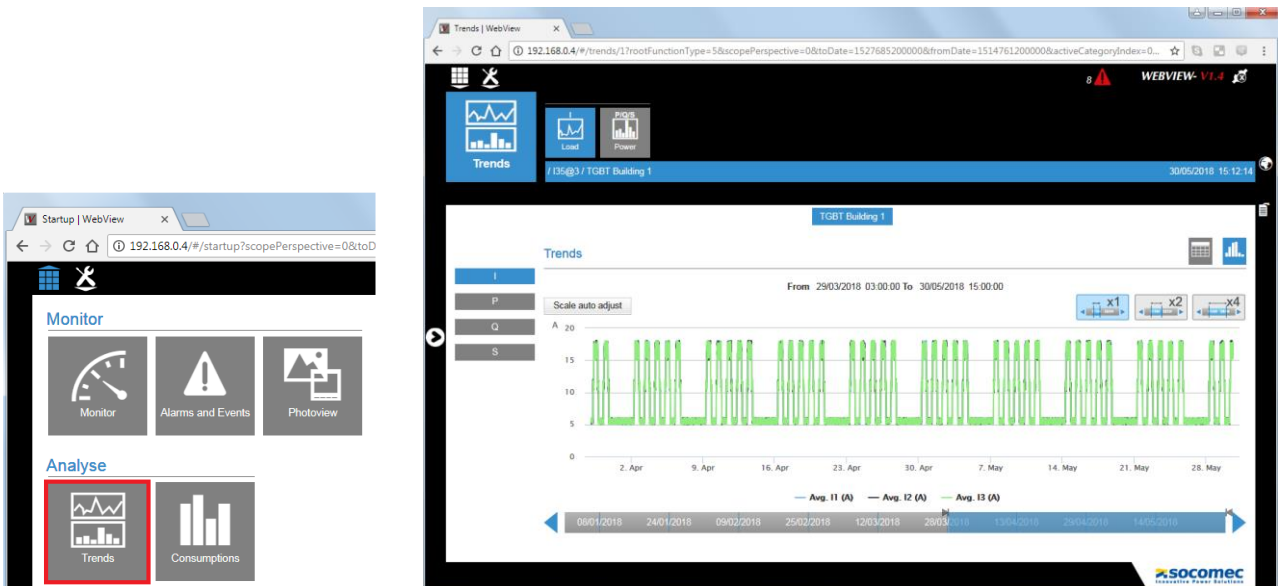 Startup | WebView
192.168.0.4/#/startup?scopePerspective=0&toD
Monitor
Monitor
Alarms and Events
Photoview
Analyse
Trends
Consumptions
Trends | WebView
192.168.0.4/#/trends/1?rootFunctionType=5&scopePerspective=0&toDate=1527685200000&fromDate=1514761200000&activeCategoryIndex=0...
8
WEBVIEW- V1.4
Trends
I
Load
P/Q/S
Power
/ I35@3 / TGBT Building 1
30/05/2018 15:12:14
TGBT Building 1
Trends
I
P
Q
S
From 29/03/2018 03:00:00 To 30/05/2018 15:00:00
Scale auto adjust
x1
x2
x4
A
20
15
10
5
0
2. Apr 9. Apr 16. Apr 23. Apr 30. Apr 7. May 14. May 21. May 28. May
Avg. I1 (A) Avg. I2 (A) Avg. I3 (A)
08/01/2018 24/01/2018 09/02/2018 25/02/2018 12/03/2018 28/03/2018 13/04/2018 29/04/2018 14/05/2018
socomec
Innovative Power Solutions